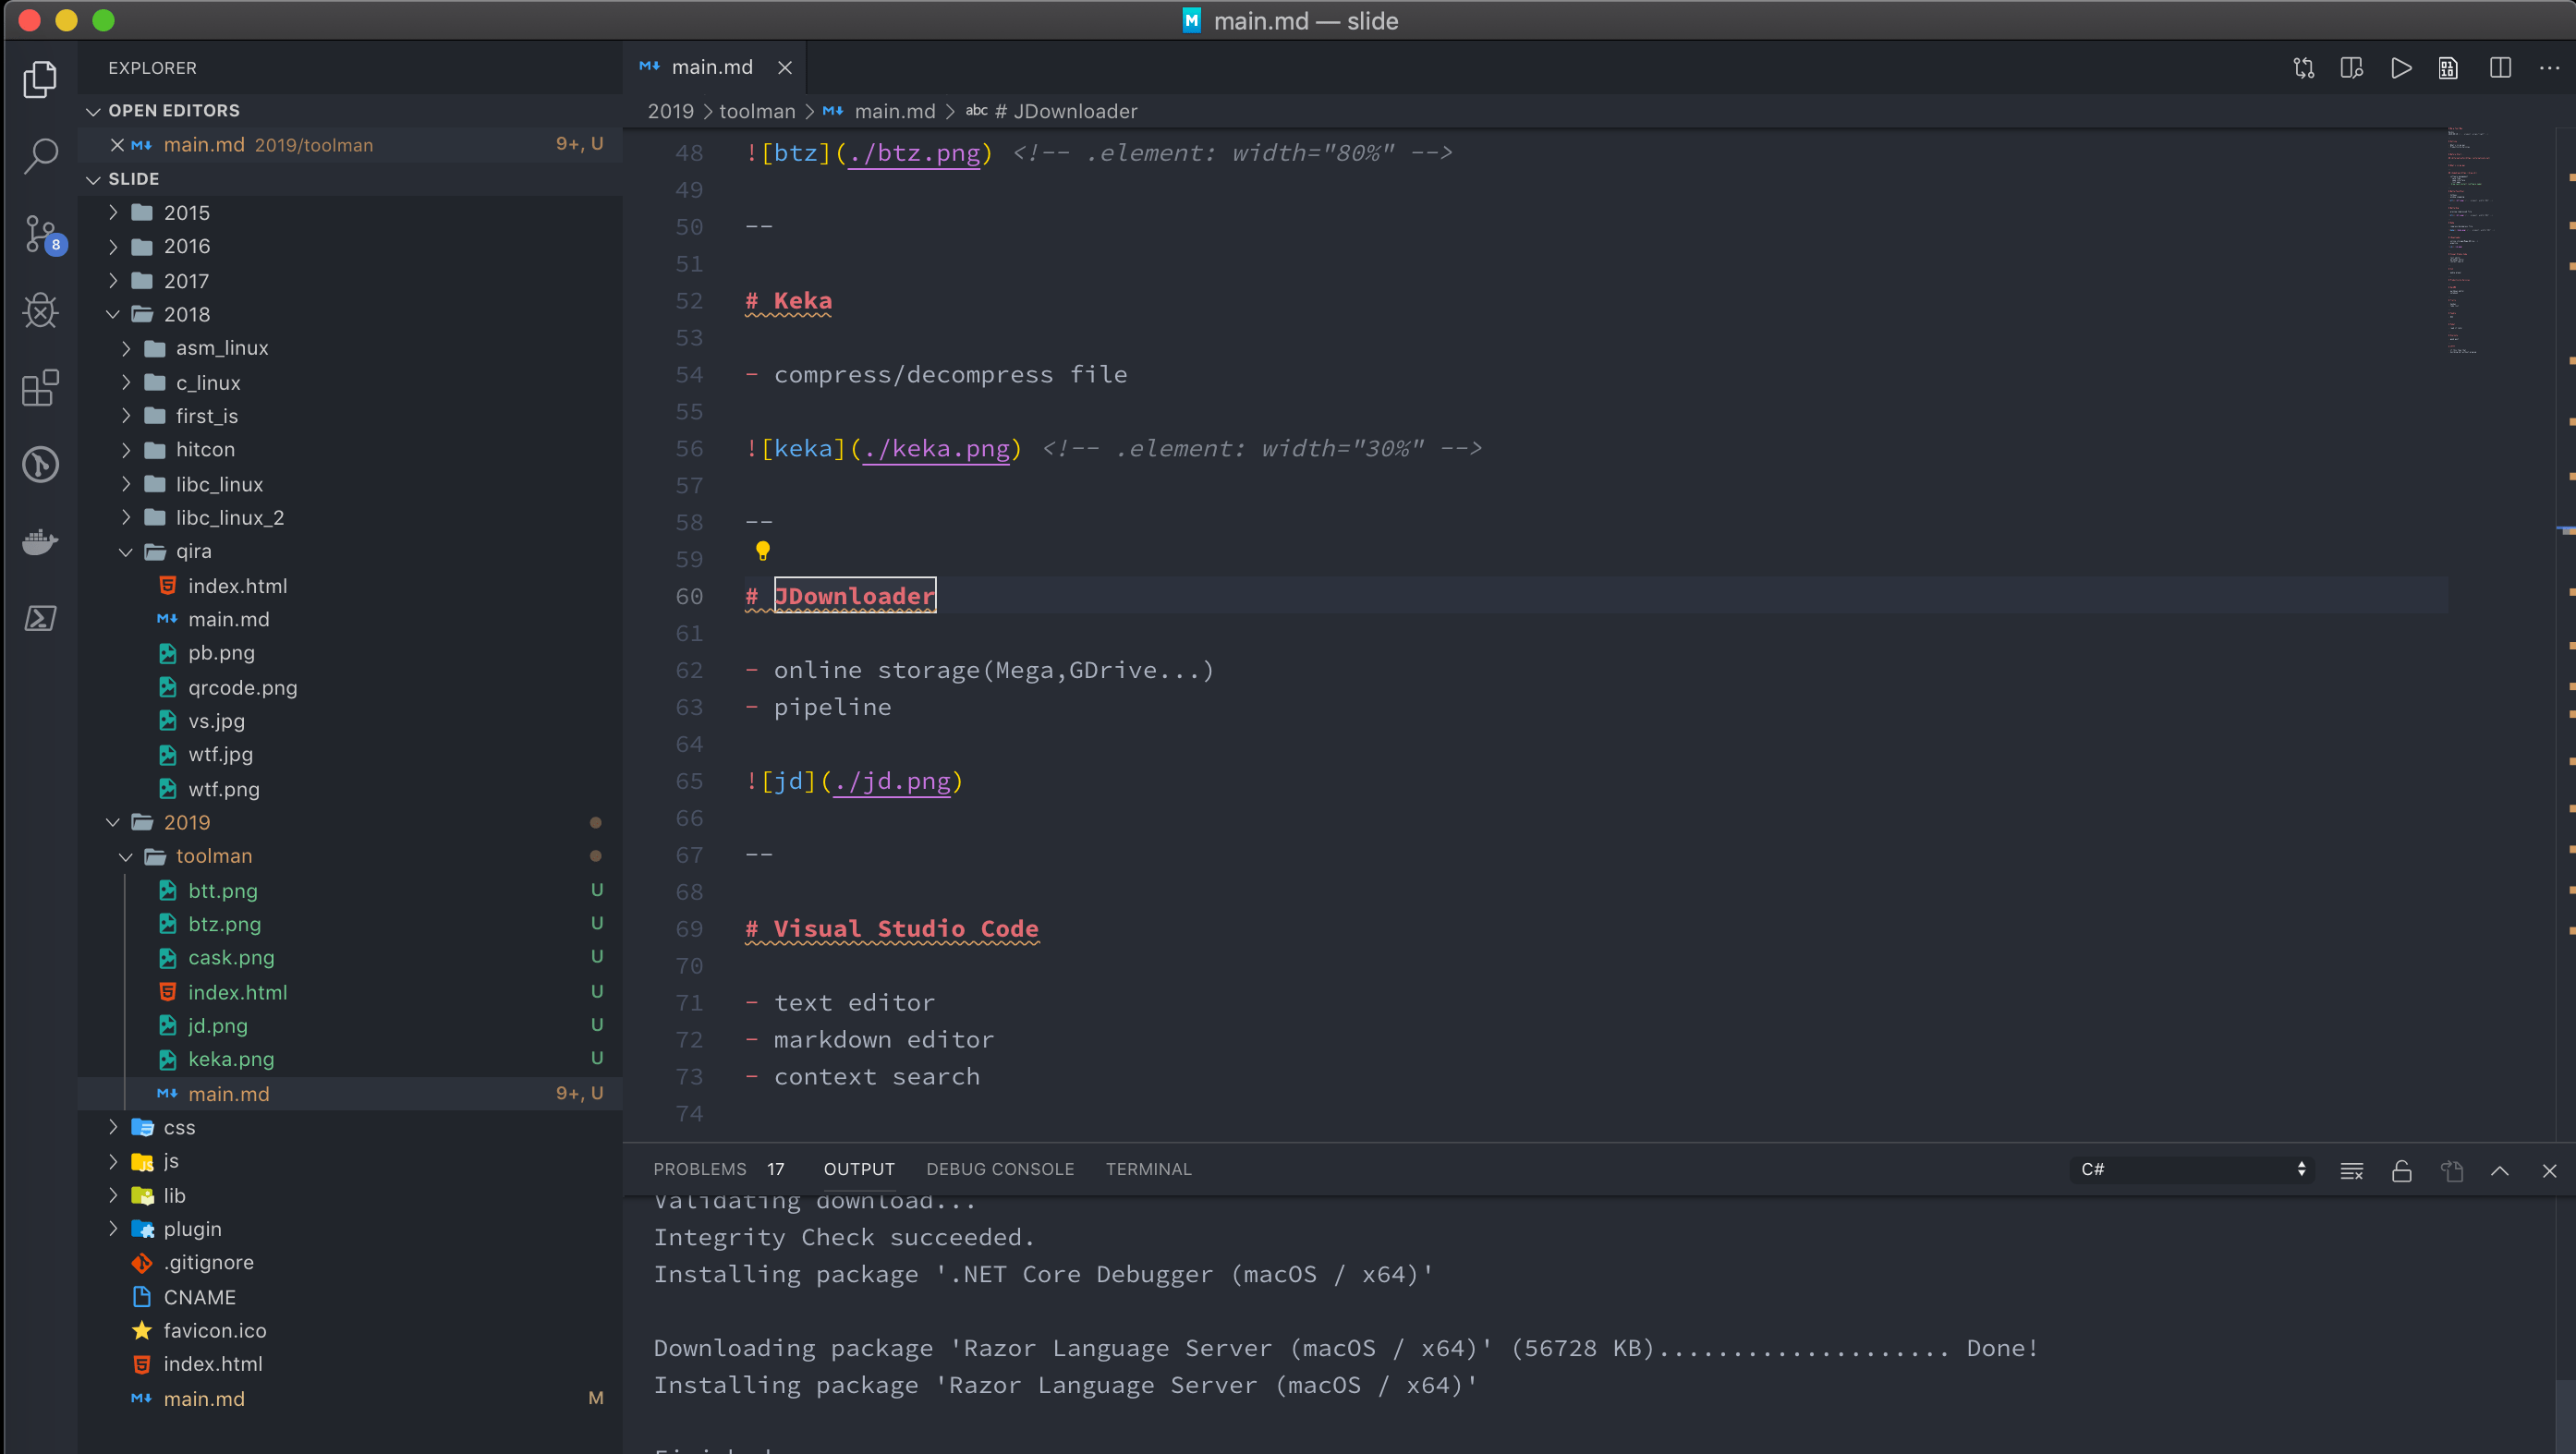 main.md — slide
EXPLORER
OPEN EDITORS
main.md 2019/toolman 9+, U
SLIDE
2015
2016
2017
2018
asm_linux
c_linux
first_is
hitcon
libc_linux
libc_linux_2
qira
index.html
main.md
pb.png
qrcode.png
vs.jpg
wtf.jpg
wtf.png
2019
toolman
btt.png U
btz.png U
cask.png U
index.html U
jd.png U
keka.png U
main.md 9+, U
css
js
lib
plugin
.gitignore
CNAME
favicon.ico
index.html
main.md M
8
main.md
2019 > toolman > main.md > abc # JDownloader
48 ![btz](./btz.png) <!-- .element: width="80%" -->
49
50 --
51
52 # Keka
53
54 - compress/decompress file
55
56 ![keka](./keka.png) <!-- .element: width="30%" -->
57
58 --
59
60 # JDownloader
61
62 - online storage(Mega,GDrive...)
63 - pipeline
64
65 ![jd](./jd.png)
66
67 --
68
69 # Visual Studio Code
70
71 - text editor
72 - markdown editor
73 - context search
74
PROBLEMS 17 OUTPUT DEBUG CONSOLE TERMINAL C#
Validating download...
Integrity Check succeeded.
Installing package '.NET Core Debugger (macOS / x64)'
Downloading package 'Razor Language Server (macOS / x64)' (56728 KB).................... Done!
Installing package 'Razor Language Server (macOS / x64)'